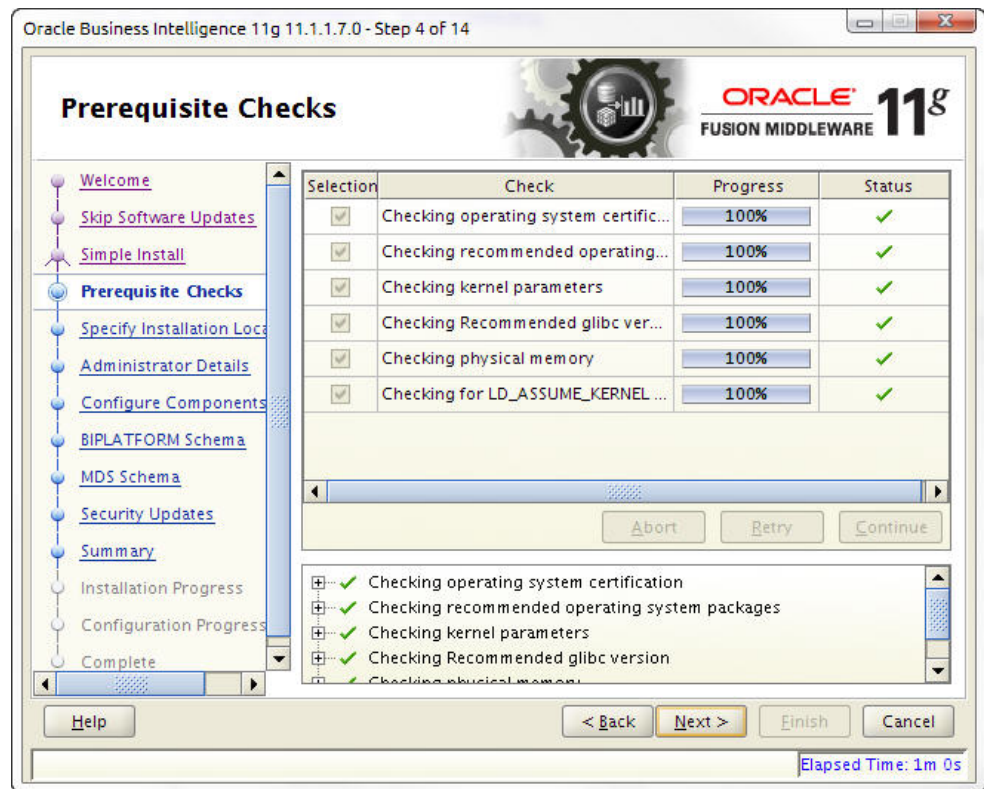 Oracle Business Intelligence 11g 11.1.1.7.0 - Step 4 of 14
Prerequisite Checks
ORACLE
FUSION MIDDLEWARE 11g
Welcome
Skip Software Updates
Simple Install
Prerequisite Checks
Specify Installation Loca
Administrator Details
Configure Components
BIPLATFORM Schema
MDS Schema
Security Updates
Summary
Installation Progress
Configuration Progress
Complete
Selection Check Progress Status
Checking operating system certific... 100%
Checking recommended operating... 100%
Checking kernel parameters 100%
Checking Recommended glibc ver... 100%
Checking physical memory 100%
Checking for LD_ASSUME_KERNEL ... 100%
Abort Retry Continue
Checking operating system certification
Checking recommended operating system packages
Checking kernel parameters
Checking Recommended glibc version
Checking physical memory
Help < Back Next > Finish Cancel
Elapsed Time: 1m 0s